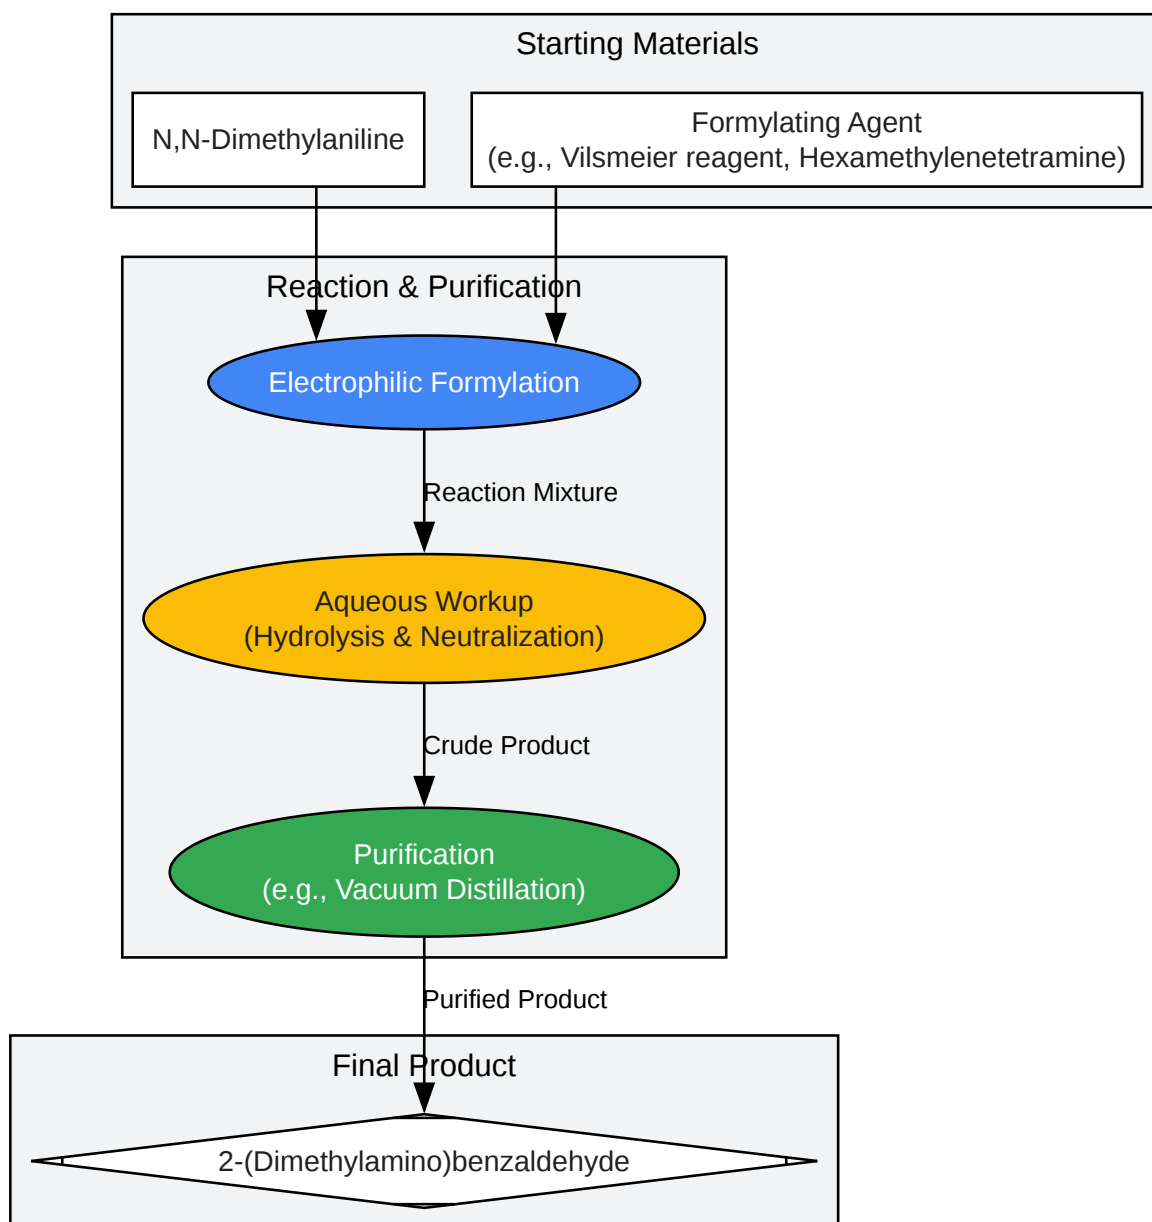 Starting Materials
N,N-Dimethylaniline
Formylating Agent
(e.g., Vilsmeier reagent, Hexamethylenetetramine)
Reaction & Purification
Electrophilic Formylation
Reaction Mixture
Aqueous Workup
(Hydrolysis & Neutralization)
Crude Product
Purification
(e.g., Vacuum Distillation)
Purified Product
Final Product
2-(Dimethylamino)benzaldehyde